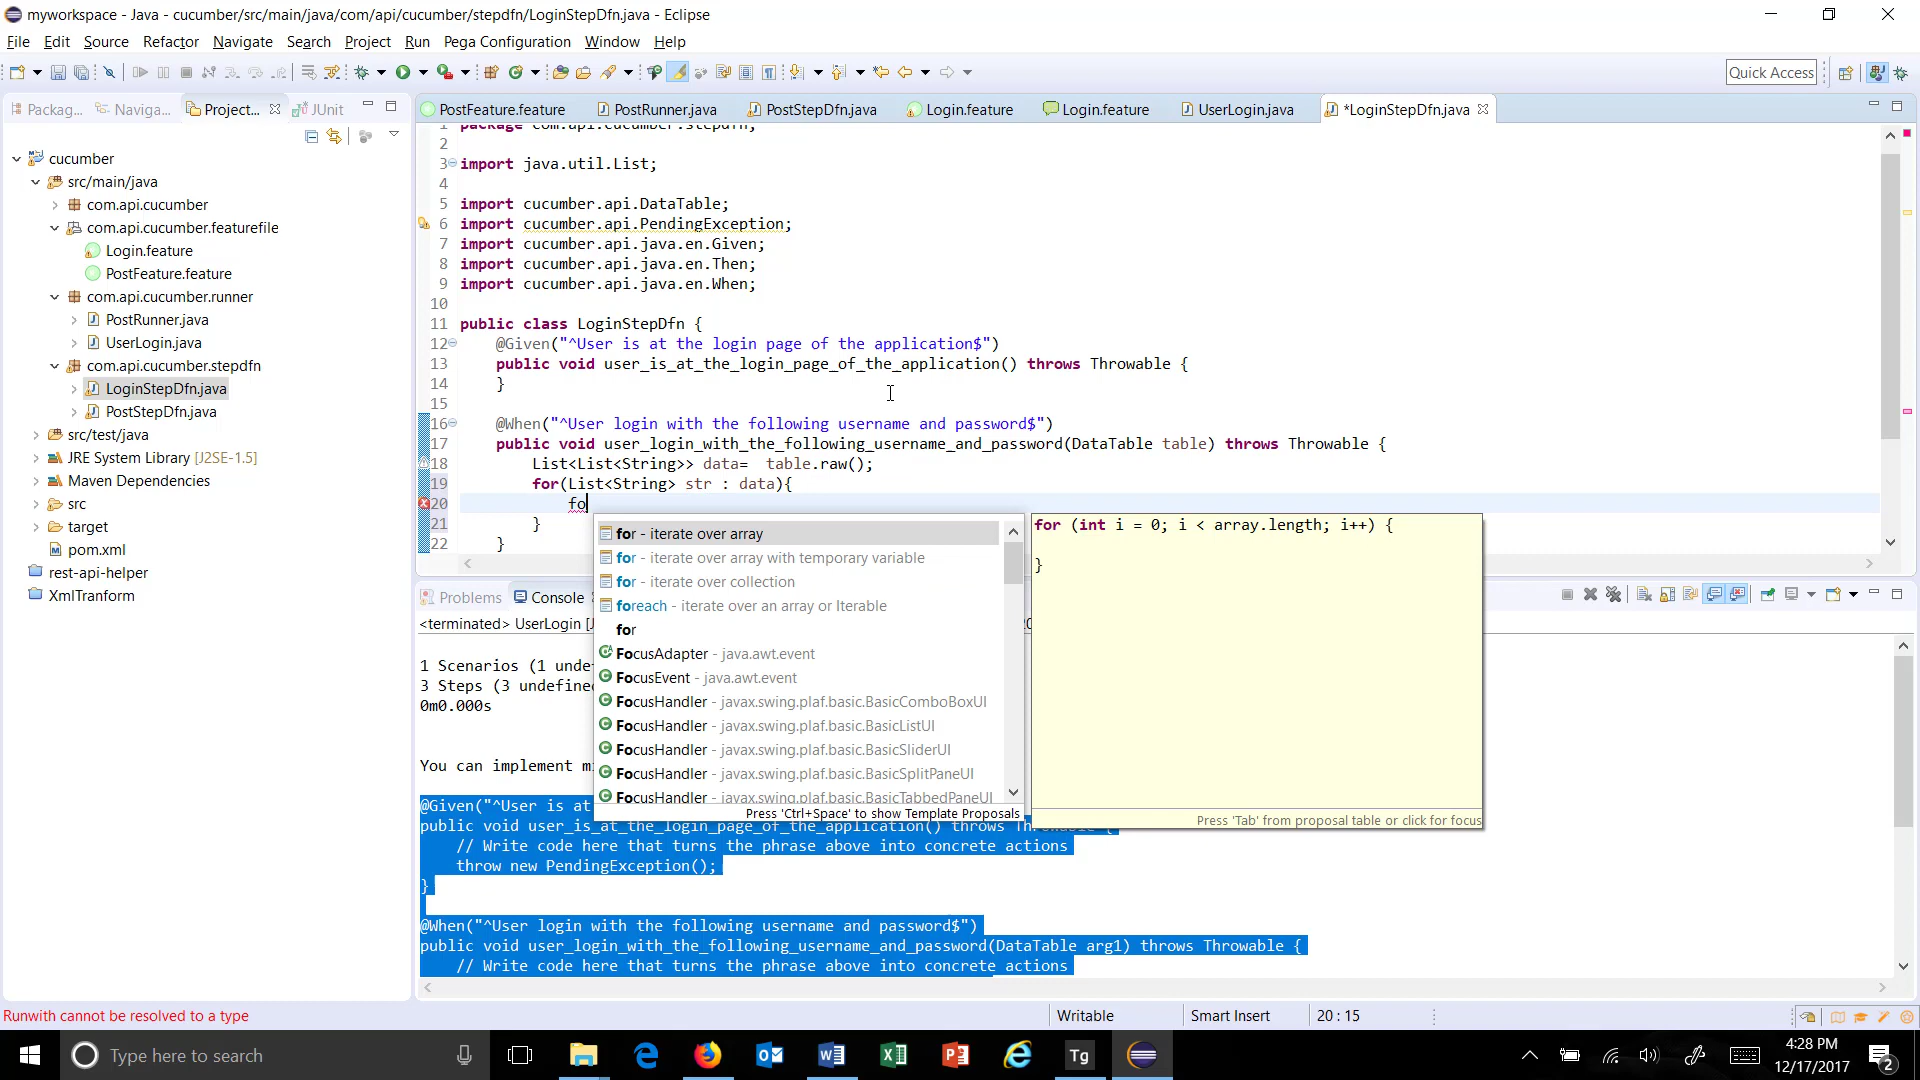 myworkspace - Java - cucumber/src/main/java/com/api/cucumber/stepdfn/LoginStepDfn.java - Eclipse
File Edit Source Refactor Navigate Search Project Run Pega Configuration Window Help
Quick Access
Packag... Naviga... Project... JUnit
PostFeature.feature PostRunner.java PostStepDfn.java Login.feature Login.feature UserLogin.java *LoginStepDfn.java
cucumber
src/main/java
com.api.cucumber
com.api.cucumber.featurefile
Login.feature
PostFeature.feature
com.api.cucumber.runner
PostRunner.java
UserLogin.java
com.api.cucumber.stepdfn
LoginStepDfn.java
PostStepDfn.java
src/test/java
JRE System Library [J2SE-1.5]
Maven Dependencies
src
target
pom.xml
rest-api-helper
XmlTranform
1 package com.api.cucumber.stepdfn;
2
3 import java.util.List;
4
5 import cucumber.api.DataTable;
6 import cucumber.api.PendingException;
7 import cucumber.api.java.en.Given;
8 import cucumber.api.java.en.Then;
9 import cucumber.api.java.en.When;
10
11 public class LoginStepDfn {
12 @Given("^User is at the login page of the application$")
13 public void user_is_at_the_login_page_of_the_application() throws Throwable {
14 }
15
16 @When("^User login with the following username and password$")
17 public void user_login_with_the_following_username_and_password(DataTable table) throws Throwable {
18 List<List<String>> data= table.raw();
19 for(List<String> str : data){
20 fo
21 }
22 }
for - iterate over array
for - iterate over array with temporary variable
for - iterate over collection
foreach - iterate over an array or Iterable
for
FocusAdapter - java.awt.event
FocusEvent - java.awt.event
FocusHandler - javax.swing.plaf.basic.BasicComboBoxUI
FocusHandler - javax.swing.plaf.basic.BasicListUI
FocusHandler - javax.swing.plaf.basic.BasicSliderUI
FocusHandler - javax.swing.plaf.basic.BasicSplitPaneUI
FocusHandler - javax.swing.plaf.basic.BasicTabbedPaneUI
Press 'Ctrl+Space' to show Template Proposals
for (int i = 0; i < array.length; i++) {
}
Press 'Tab' from proposal table or click for focus
Problems Console
<terminated> UserLogin [J
1 Scenarios (1 unde
3 Steps (3 undefine
0m0.000s
You can implement m
@Given("^User is at
public void user_is_at_the_login_page_of_the_application() throws Throwable {
// Write code here that turns the phrase above into concrete actions
throw new PendingException();
}
@When("^User login with the following username and password$")
public void user_login_with_the_following_username_and_password(DataTable arg1) throws Throwable {
// Write code here that turns the phrase above into concrete actions
Runwith cannot be resolved to a type
Writable Smart Insert 20 : 15
Type here to search
Tg
4:28 PM
12/17/2017
2